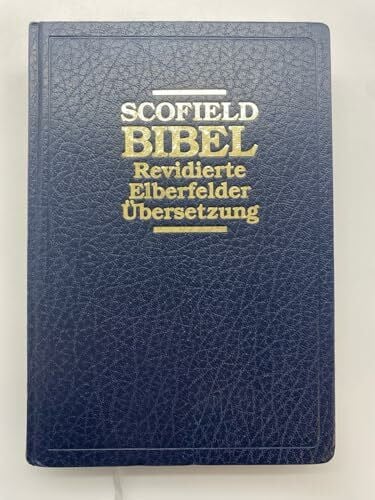 SCOFIELD
BIBEL
Revidierte
Elberfelder
Übersetzung